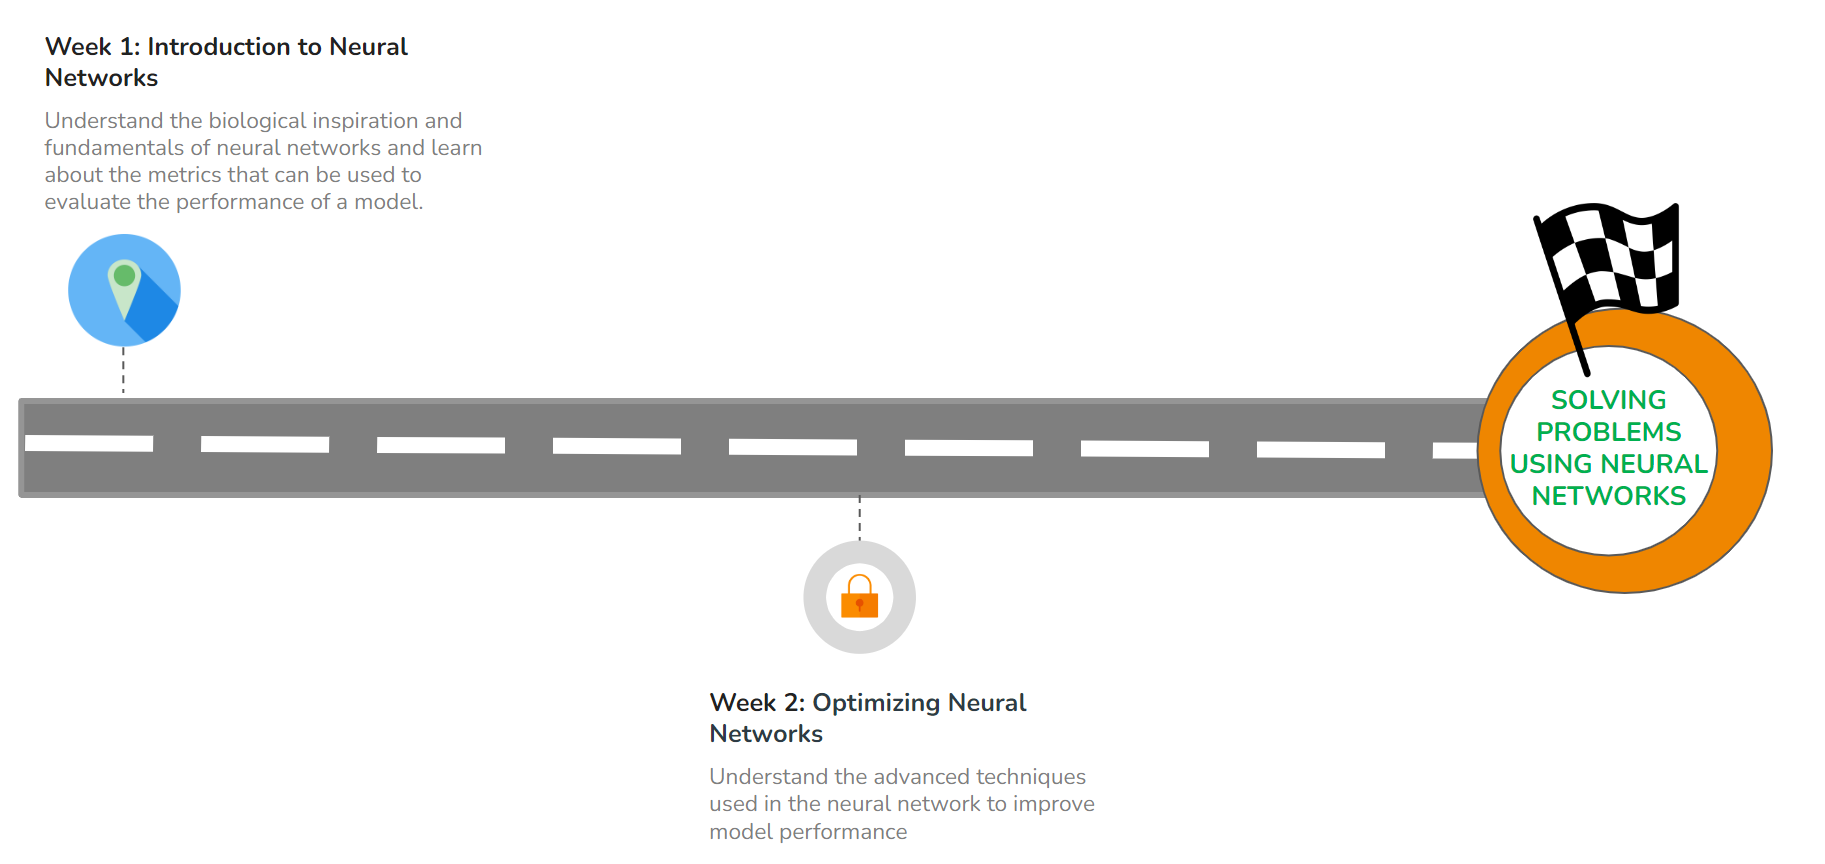 Week 1: Introduction to Neural
Networks
Understand the biological inspiration and
fundamentals of neural networks and learn
about the metrics that can be used to
evaluate the performance of a model.
SOLVING
PROBLEMS
USING NEURAL
NETWORKS
Week 2: Optimizing Neural
Networks
Understand the advanced techniques
used in the neural network to improve
model performance